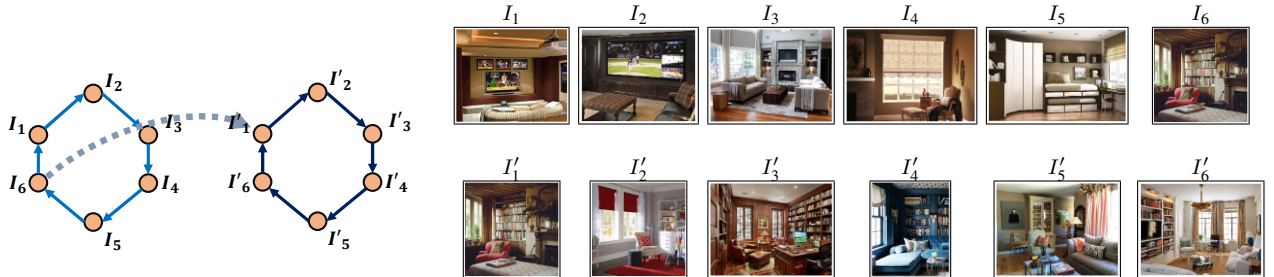 I₂ I'₂
I₁ I₃ I'₁ I'₃
I₆ I₄ I'₆ I'₄
I₅ I'₅
I₁ I₂ I₃ I₄ I₅ I₆
I'₁ I'₂ I'₃ I'₄ I'₅ I'₆